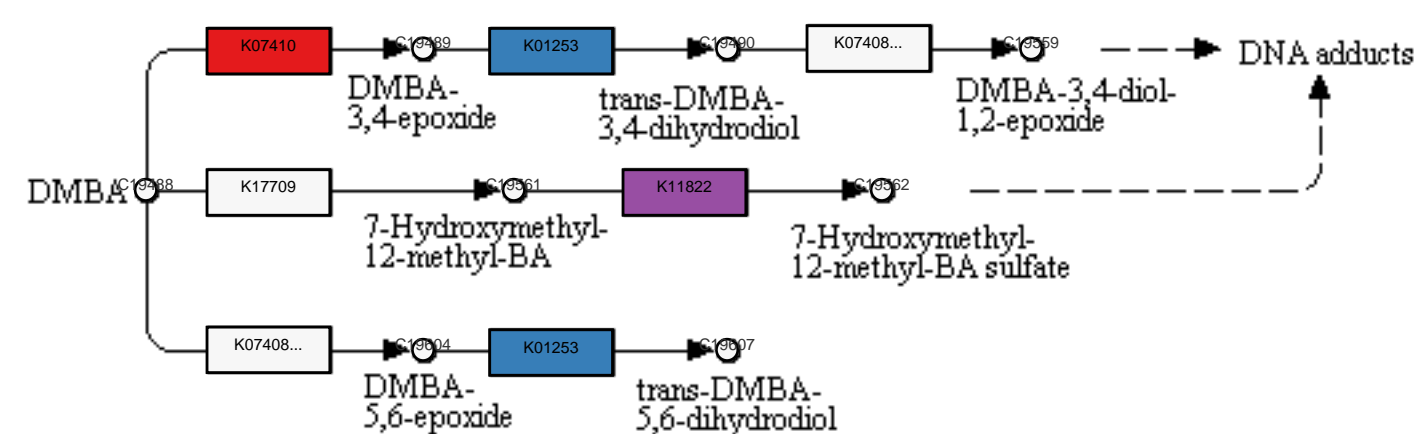 K07410
C19489
K01253
C19490
K07408...
C19559
DNA adducts
DMBA-
3,4-epoxide
trans-DMBA-
3,4-dihydrodiol
DMBA-3,4-diol-
1,2-epoxide
DMBA
C19488
K17709
C19561
K11822
C19562
7-Hydroxymethyl-
12-methyl-BA
7-Hydroxymethyl-
12-methyl-BA sulfate
K07408...
C19604
K01253
C19607
DMBA-
5,6-epoxide
trans-DMBA-
5,6-dihydrodiol